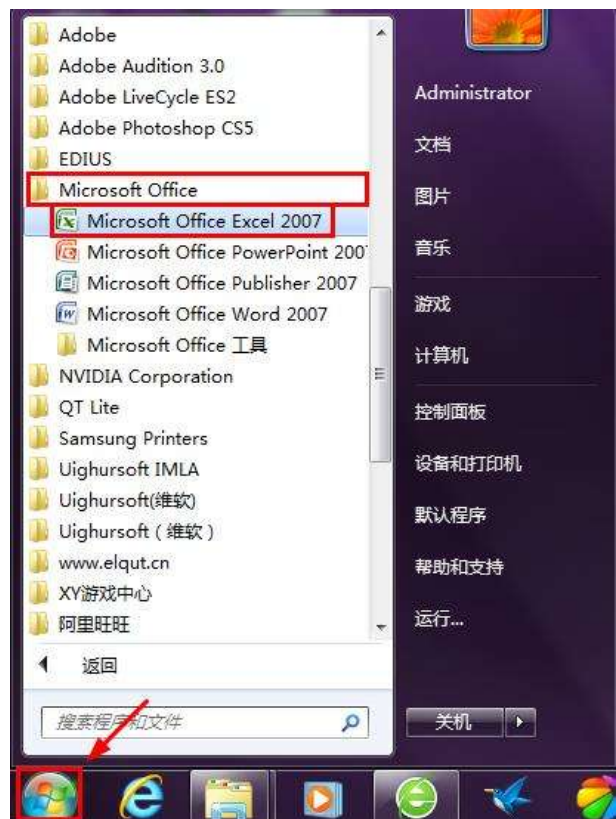 Adobe
Adobe Audition 3.0
Adobe LiveCycle ES2
Adobe Photoshop CS5
EDIUS
Microsoft Office
Microsoft Office Excel 2007
Microsoft Office PowerPoint 200
Microsoft Office Publisher 2007
Microsoft Office Word 2007
Microsoft Office 工具
NVIDIA Corporation
QT Lite
Samsung Printers
Uighursoft IMLA
Uighursoft(维软)
Uighursoft ( 维软 )
www.elqut.cn
XY游戏中心
阿里旺旺
返回
搜索程序和文件
Administrator
文档
图片
音乐
游戏
计算机
控制面板
设备和打印机
默认程序
帮助和支持
运行...
关机